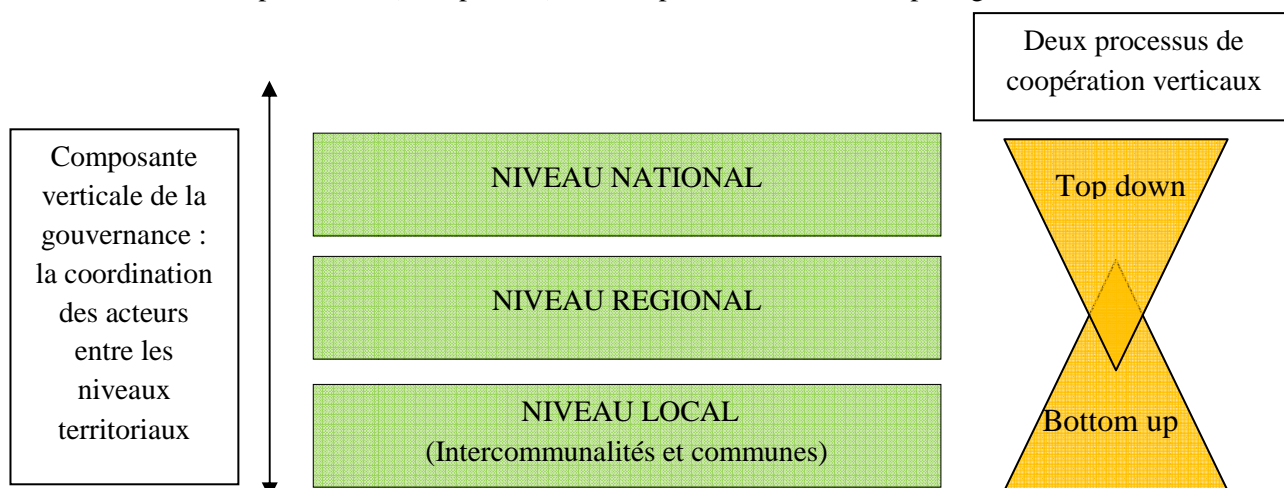 Deux processus de
coopération verticaux
Composante
verticale de la
gouvernance :
la coordination
des acteurs
entre les
niveaux
territoriaux
NIVEAU NATIONAL
NIVEAU REGIONAL
NIVEAU LOCAL
(Intercommunalités et communes)
Top down
Bottom up